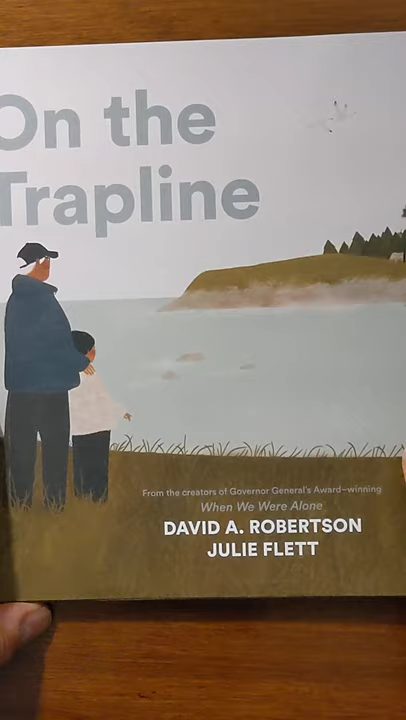 On the
Trapline
From the creators of Governor General's Award–winning
When We Were Alone
DAVID A. ROBERTSON
JULIE FLETT